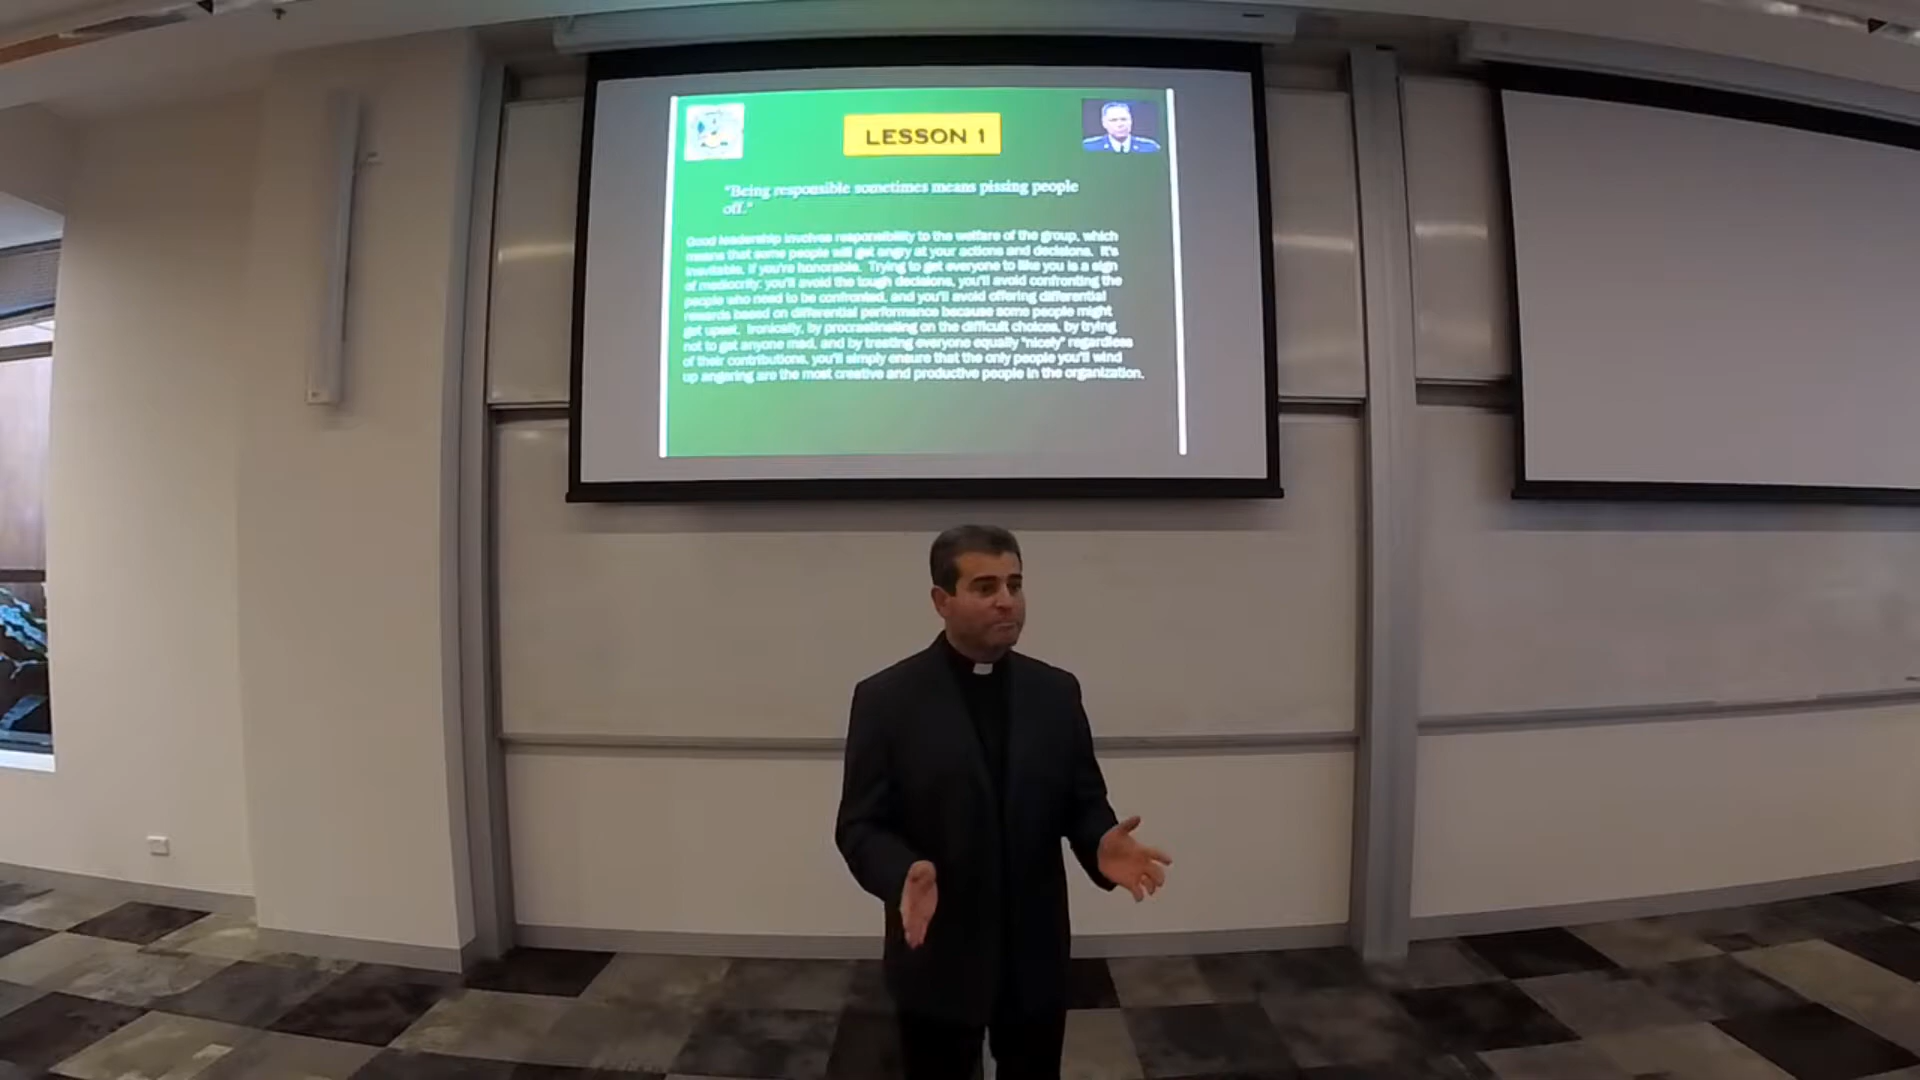 LESSON 1
"Being responsible sometimes means pissing people
off."
Good leadership involves responsibility to the welfare of the group, which
means that some people will get angry at your actions and decisions. It's
inevitable, if you're honorable. Trying to get everyone to like you is a sign
of mediocrity: you'll avoid the tough decisions, you'll avoid confronting the
people who need to be confronted, and you'll avoid offering differential
rewards based on differential performance because some people might
get upset. Ironically, by procrastinating on the difficult choices, by trying
not to get anyone mad, and by treating everyone equally "nicely" regardless
of their contributions, you'll simply ensure that the only people you'll wind
up angering are the most creative and productive people in the organization.